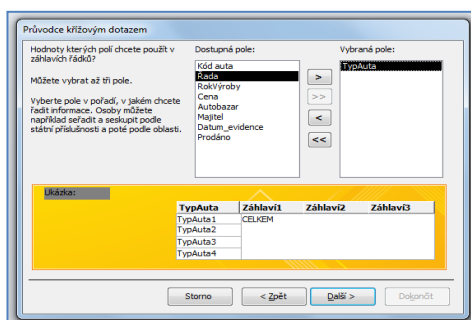 Průvodce křížovým dotazem
Hodnoty kterých polí chcete použít v
záhlavích řádků?
Můžete vybrat až tři pole.
Vyberte pole v pořadí, v jakém chcete
řadit informace. Osoby můžete
například seřadit a seskupit podle
státní příslušnosti a poté podle oblasti.
Dostupná pole:
Kód auta
Řada
RokVýroby
Cena
Autobazar
Majitel
Datum_evidence
Prodáno
>
>>
<
<<
Vybraná pole:
TypAuta
Ukázka:
TypAuta Záhlaví1 Záhlaví2 Záhlaví3
TypAuta1 CELKEM
TypAuta2
TypAuta3
TypAuta4
Storno < Zpět Další > Dokončit